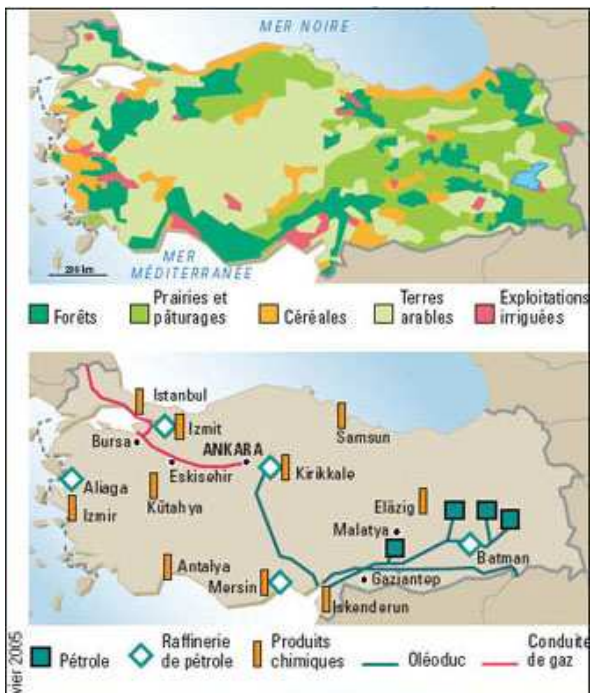 MER NOIRE
MER
MÉDITERRANÉE
200 km
Forêts
Prairies et
pâturages
Céréales
Terres
arables
Exploitations
irriguées
Istanbul
Izmit
Samsun
Bursa
ANKARA
Eskisehir
Kirikkale
Aliaga
Kütahya
Elâzig
Izmir
Malatya
Batman
Antalya
Mersin
Gaziantep
Iskenderun
vier 2005
Pétrole
Raffinerie
de pétrole
Produits
chimiques
Oléoduc
Conduite
de gaz